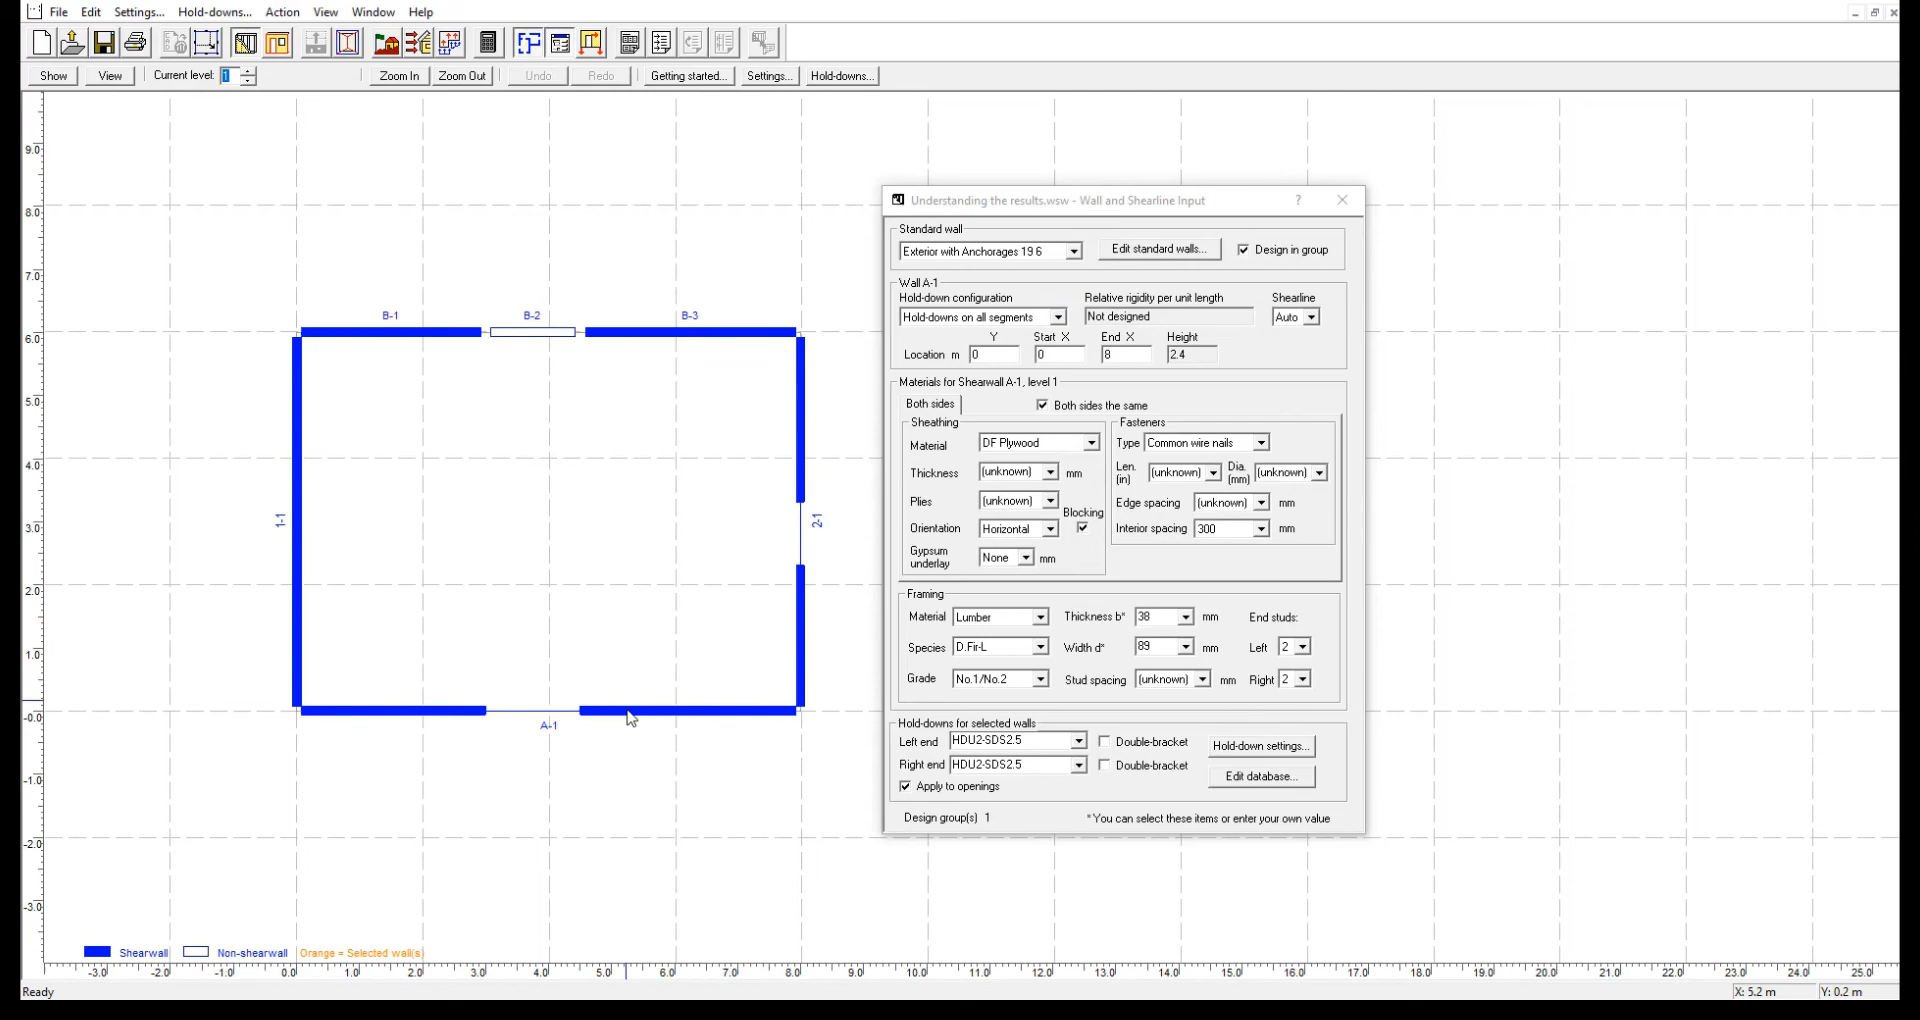 File Edit Settings... Hold-downs... Action View Window Help
Show View Current level: 1 Zoom In Zoom Out Undo Redo Getting started... Settings... Hold-downs...
9.0
8.0
7.0
6.0
5.0
4.0
3.0
2.0
1.0
-0.0
-1.0
-2.0
-3.0
B-1 B-2 B-3
1-1
2-1
A-1
Understanding the results.wsw - Wall and Shearline Input ?
Standard wall
Exterior with Anchorages 19 6 Edit standard walls... Design in group
Wall A-1
Hold-down configuration Relative rigidity per unit length Shearline
Hold-downs on all segments Not designed Auto
Y Start X End X Height
Location m 0 0 8 2.4
Materials for Shearwall A-1, level 1
Both sides Both sides the same
Sheathing Fasteners
Material DF Plywood Type Common wire nails
Thickness (unknown) mm Len. (in) (unknown) Dia. (mm) (unknown)
Plies (unknown) Edge spacing (unknown) mm
Blocking
Orientation Horizontal Interior spacing 300 mm
Gypsum underlay None mm
Framing
Material Lumber Thickness b* 38 mm End studs:
Species D.Fir-L Width d* 89 mm Left 2
Grade No.1/No.2 Stud spacing (unknown) mm Right 2
Hold-downs for selected walls
Left end HDU2-SDS2.5 Double-bracket Hold-down settings...
Right end HDU2-SDS2.5 Double-bracket Edit database...
Apply to openings
Design group(s) 1 *You can select these items or enter your own value
Shearwall Non-shearwall Orange = Selected wall(s)
-3.0 -2.0 -1.0 0.0 1.0 2.0 3.0 4.0 5.0 6.0 7.0 8.0 9.0 10.0 11.0 12.0 13.0 14.0 15.0 16.0 17.0 18.0 19.0 20.0 21.0 22.0 23.0 24.0 25.0
Ready X: 5.2 m Y: 0.2 m